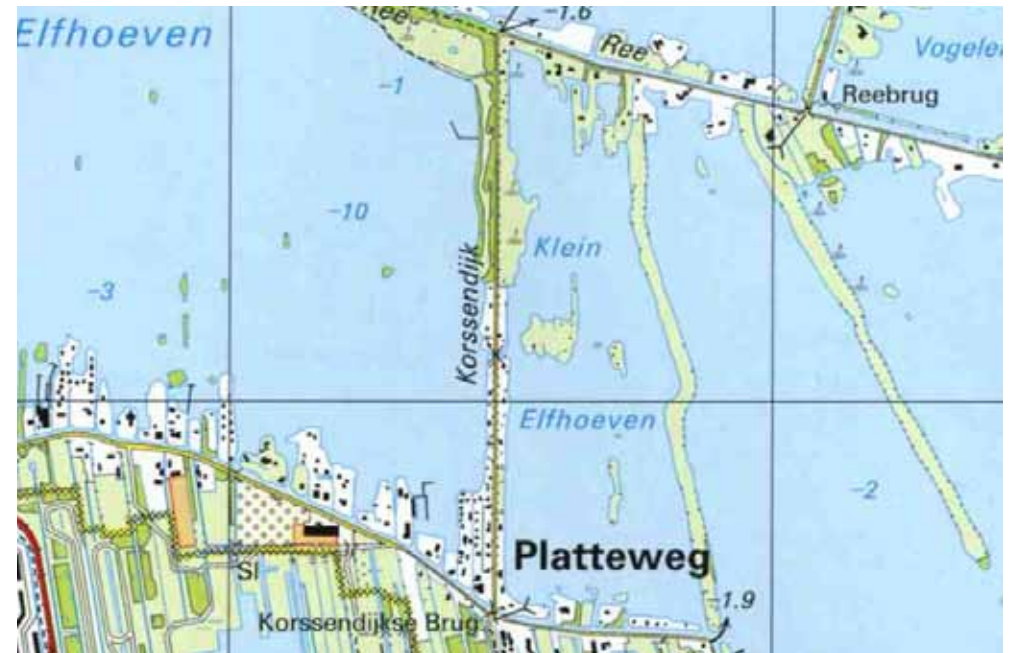 Ree
-1.6
Elfhoeven
Ree
-1
Reebrug
-10
Klein
-3
Korssendijk
Elfhoeven
-2
Platteweg
Sl
-1.9
Korssendijkse Brug